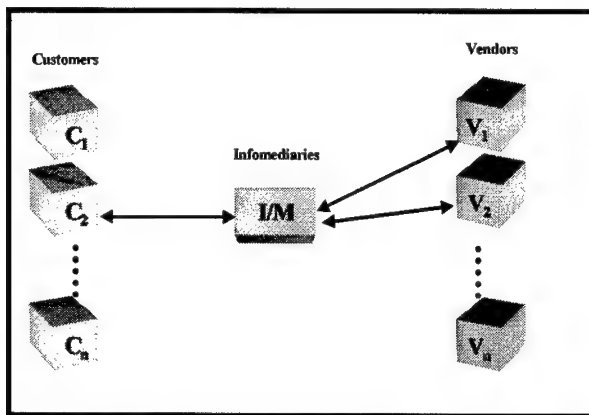 Customers
Vendors
C1
V1
Infomediaries
C2
I/M
V2
Cn
Vn